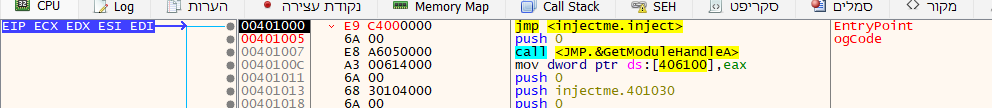 CPU Log הערות נקודת עצירה Memory Map Call Stack SEH סקריפט סמלים מקור
EIP ECX EDX ESI EDI 00401000 E9 C4000000 jmp <injectme.inject> EntryPoint
00401005 6A 00 push 0 ogCode
00401007 E8 A6050000 call <JMP.&GetModuleHandleA>
0040100C A3 00614000 mov dword ptr ds:[406100],eax
00401011 6A 00 push 0
00401013 68 30104000 push injectme.401030
00401018 6A 00 push 0